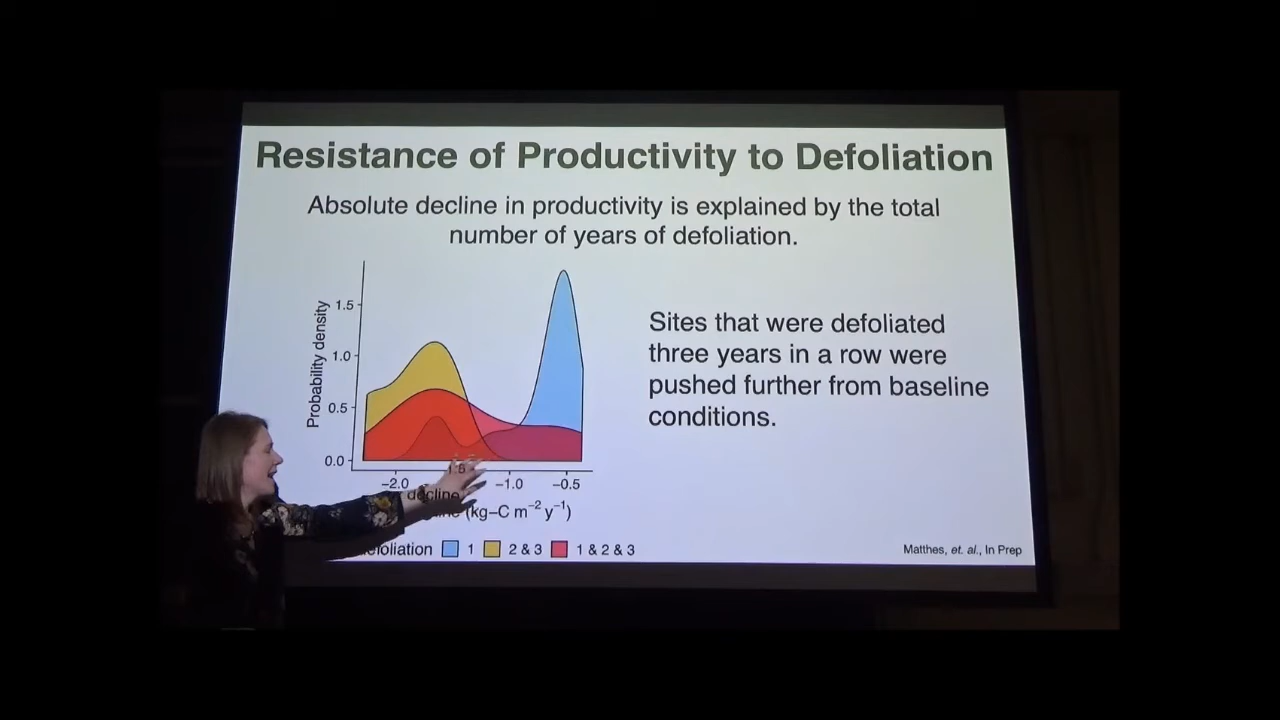 Resistance of Productivity to Defoliation
Absolute decline in productivity is explained by the total
number of years of defoliation.
Probability density
1.5
1.0
0.5
0.0
−2.0
−1.0
−0.5
decline
(kg−C m−2 y−1)
1
2 & 3
1 & 2 & 3
Sites that were defoliated
three years in a row were
pushed further from baseline
conditions.
Matthes, et. al., In Prep